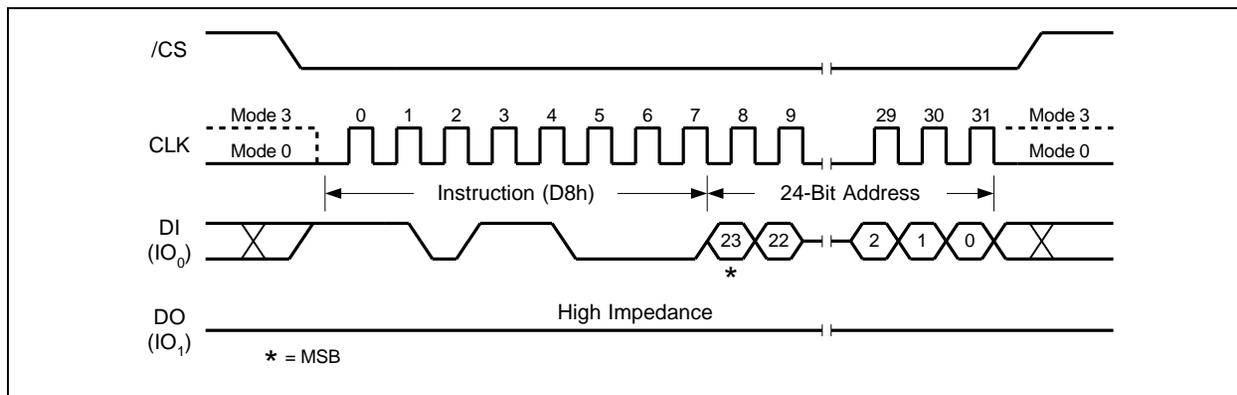 /CS
Mode 3 0 1 2 3 4 5 6 7 8 9 29 30 31 Mode 3
CLK
Mode 0 Mode 0
Instruction (D8h) 24-Bit Address
DI
(IO0)
23 22 2 1 0
*
High Impedance
DO
(IO1)
* = MSB